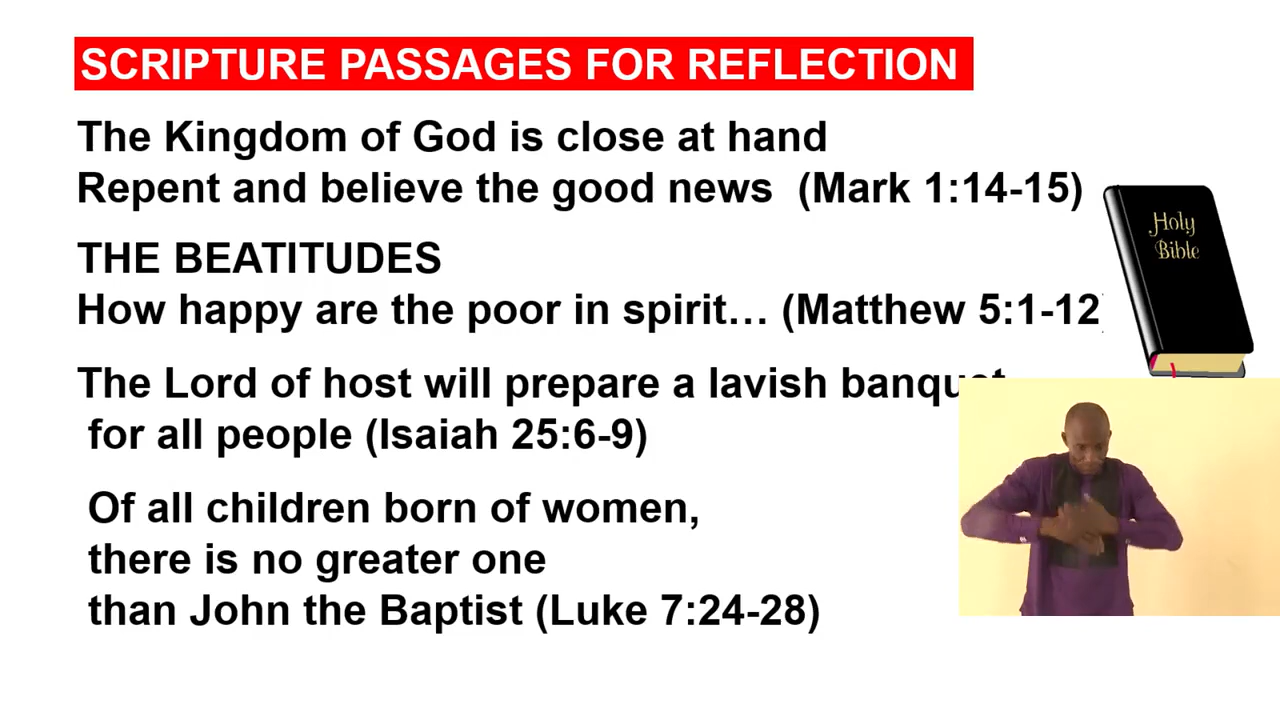 SCRIPTURE PASSAGES FOR REFLECTION
The Kingdom of God is close at hand
Repent and believe the good news (Mark 1:14-15)
Holy
Bible
THE BEATITUDES
How happy are the poor in spirit… (Matthew 5:1-12)
The Lord of host will prepare a lavish banquet
for all people (Isaiah 25:6-9)
Of all children born of women,
there is no greater one
than John the Baptist (Luke 7:24-28)